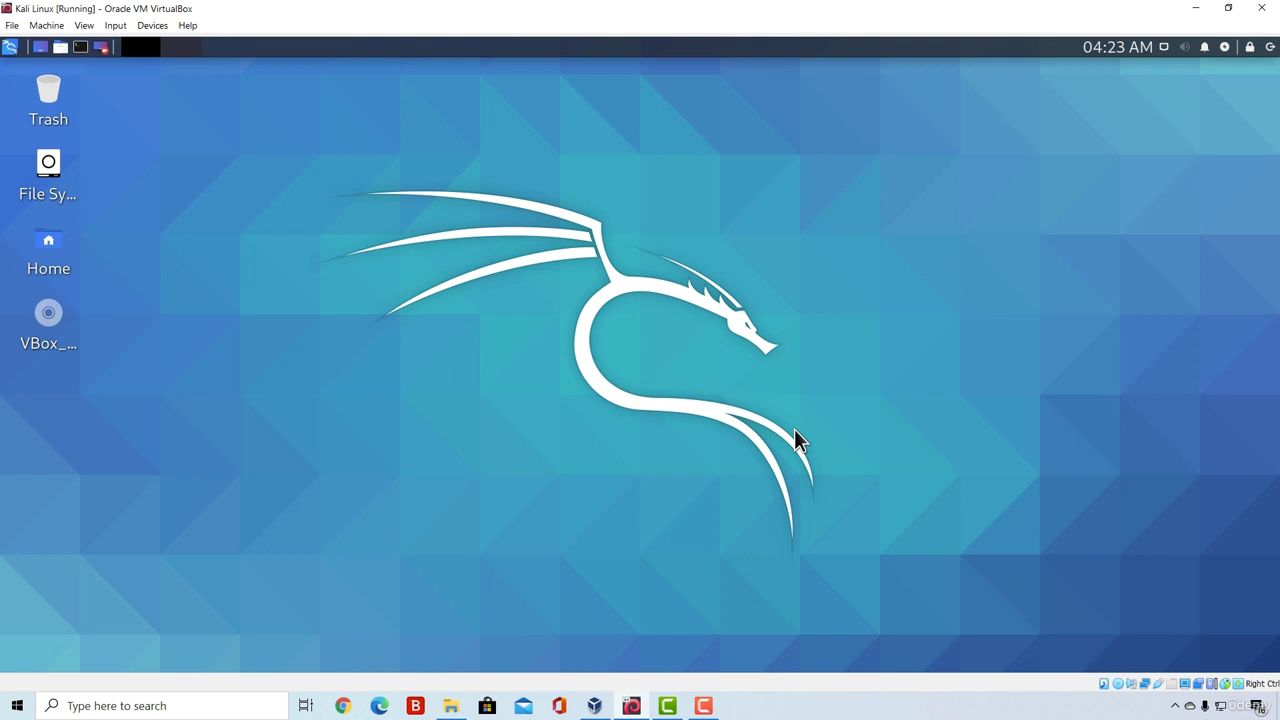 Kali Linux [Running] - Oracle VM VirtualBox
File Machine View Input Devices Help
04:23 AM
Trash
File Sy...
Home
VBox_...
Right Ctrl
Type here to search